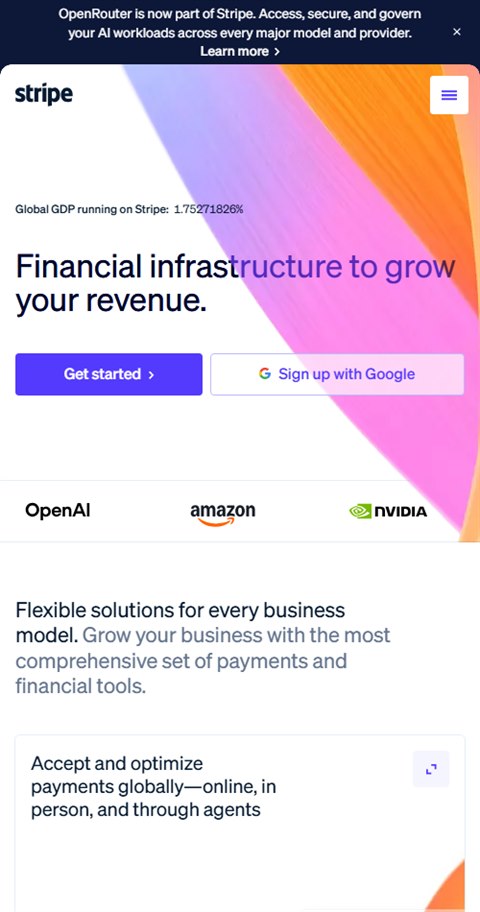 OpenRouter is now part of Stripe. Access, secure, and govern
your AI workloads across every major model and provider.
Learn more
stripe
Global GDP running on Stripe: 1.75271826%
Financial infrastructure to grow
your revenue.
Get started
Sign up with Google
OpenAI
amazon
NVIDIA
Flexible solutions for every business
model. Grow your business with the most
comprehensive set of payments and
financial tools.
Accept and optimize
payments globally—online, in
person, and through agents